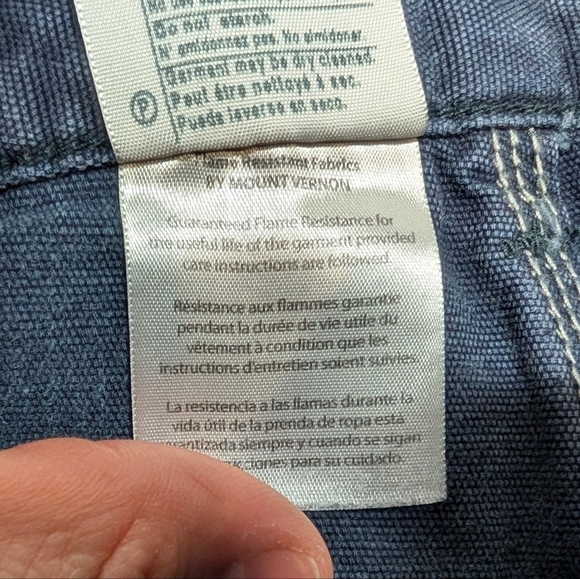 Do not starch.
N'amidonnez pas. No almidonar.
Garment may be dry cleaned.
Peut être nettoyé à sec.
Puede lavarse en seco.
P
Flame Resistant Fabrics
BY MOUNT VERNON
Guaranteed Flame Resistance for
the useful life of the garment provided
care instructions are followed
Résistance aux flammes garantie
pendant la durée de vie utile du
vêtement à condition que les
instructions d'entretien soient suivies
La resistencia a las llamas durante la
vida útil de la prenda de ropa está
garantizada siempre y cuando se sigan
para su cuidado.